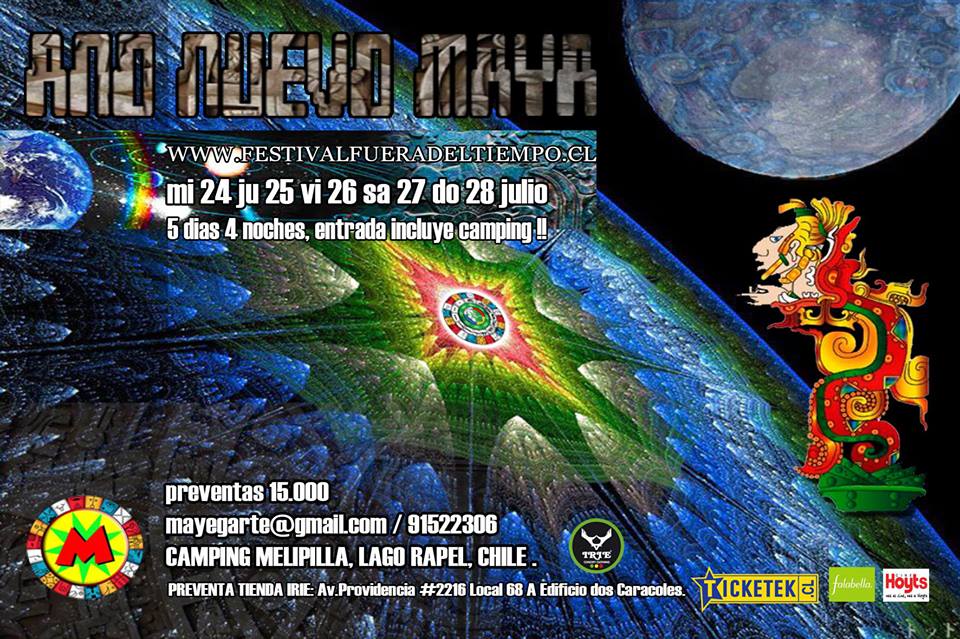 ANO NUEVO MAYA
WWW.FESTIVALFUERADELTIEMPO.CL
mi 24 ju 25 vi 26 sa 27 do 28 julio
5 dias 4 noches, entrada incluye camping !!
preventas 15.000
mayegarte@gmail.com / 91522306
CAMPING MELIPILLA, LAGO RAPEL, CHILE .
PREVENTA TIENDA IRIE: Av.Providencia #2216 Local 68 A Edificio dos Caracoles.
M
IRIE
TICKETEK.CL
falabella.
Hoyts